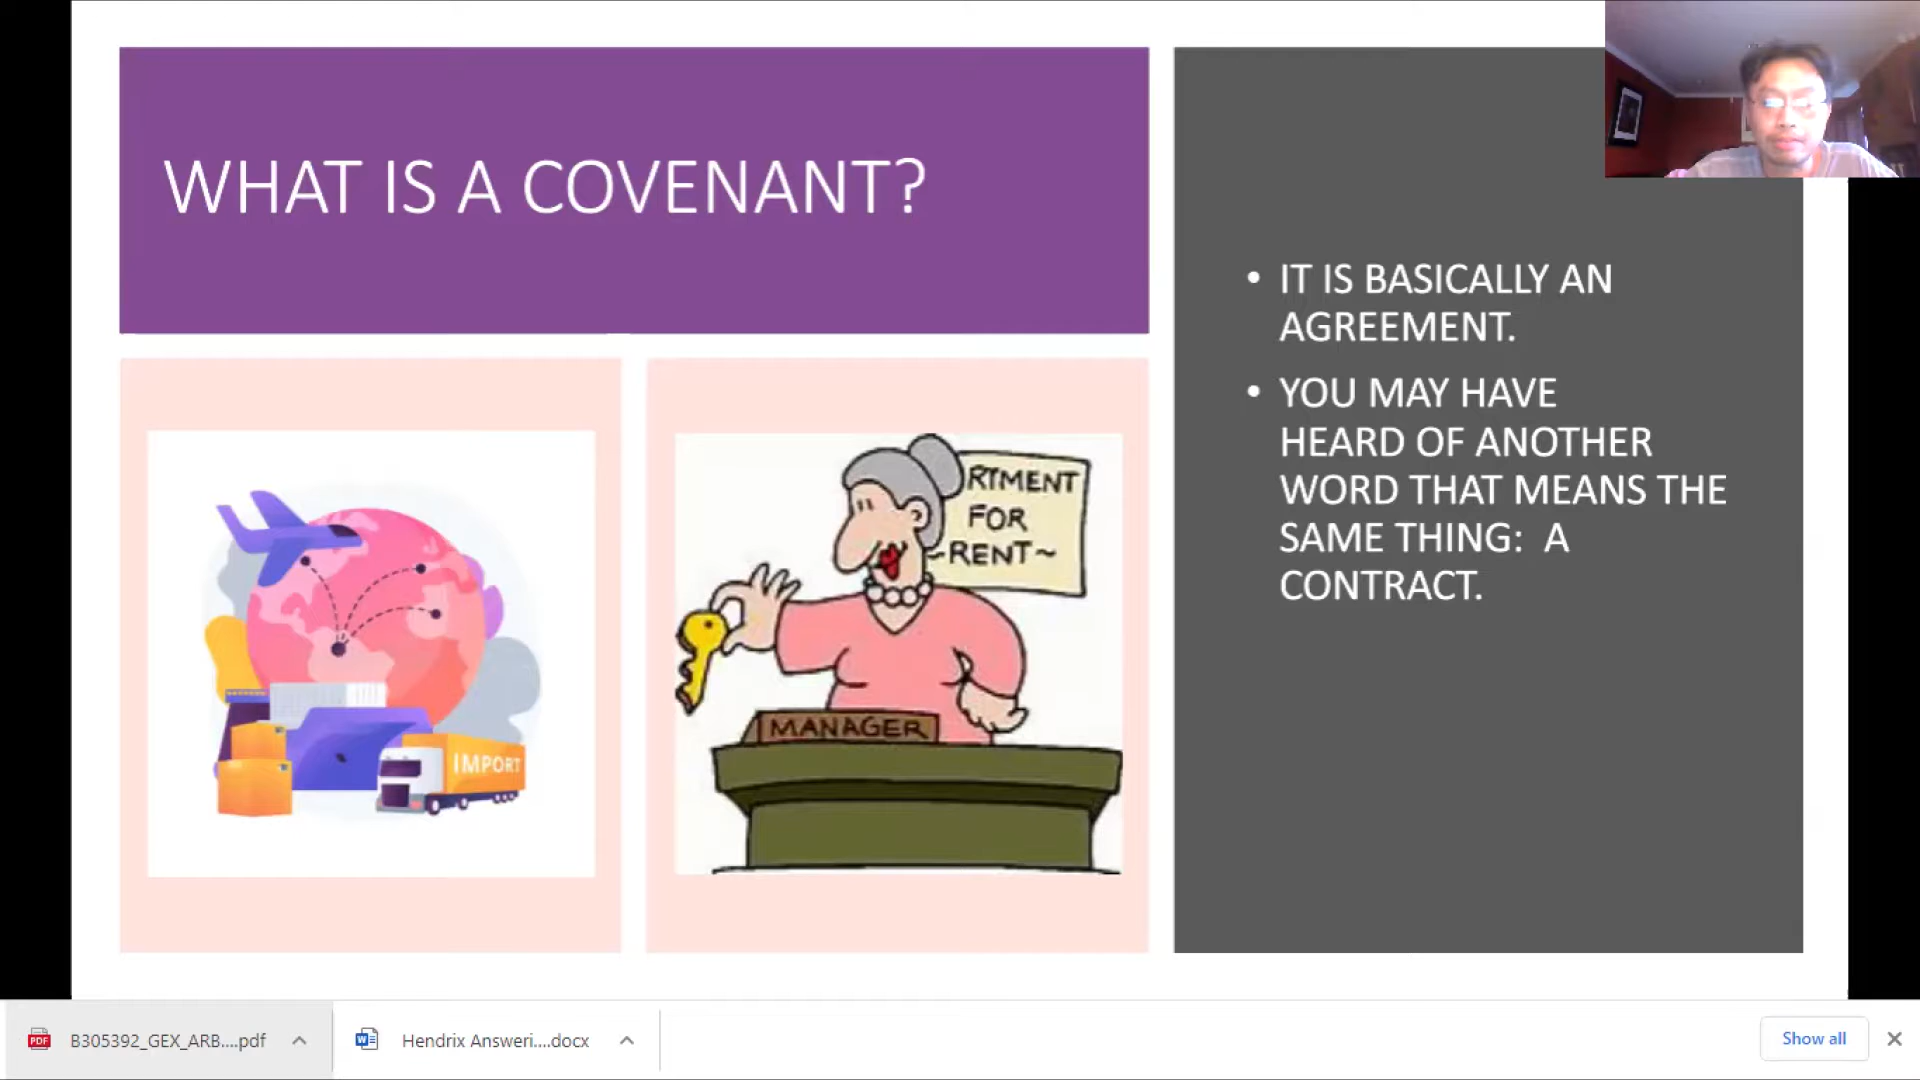 WHAT IS A COVENANT?
• IT IS BASICALLY AN
AGREEMENT.
• YOU MAY HAVE
HEARD OF ANOTHER
WORD THAT MEANS THE
SAME THING:  A
CONTRACT.
RTMENT
FOR
~RENT~
MANAGER
IMPORT
PDF
B305392_GEX_ARB....pdf
W
Hendrix Answeri....docx
Show all